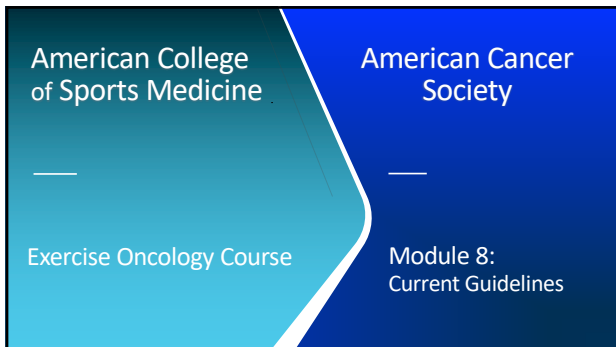 American College
of Sports Medicine
Exercise Oncology Course
American Cancer
Society
Module 8:
Current Guidelines